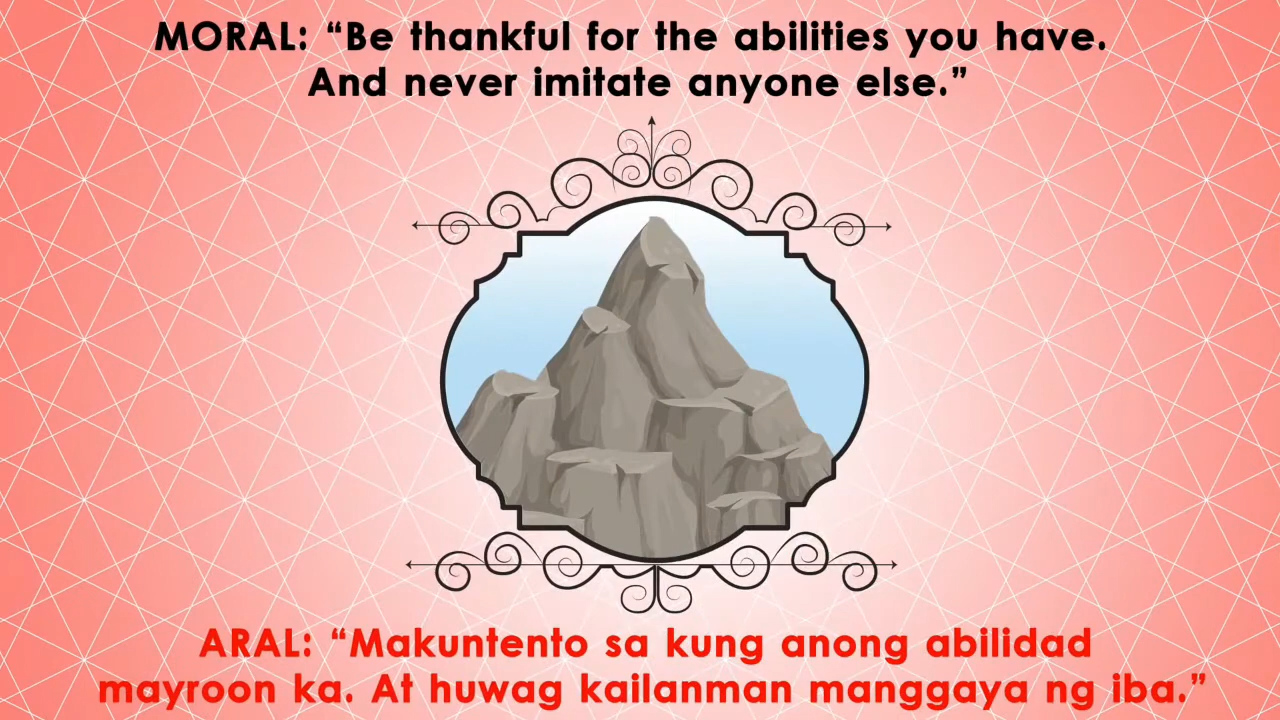 MORAL: “Be thankful for the abilities you have.
And never imitate anyone else.”
ARAL: “Makuntento sa kung anong abilidad
mayroon ka. At huwag kailanman manggaya ng iba.”